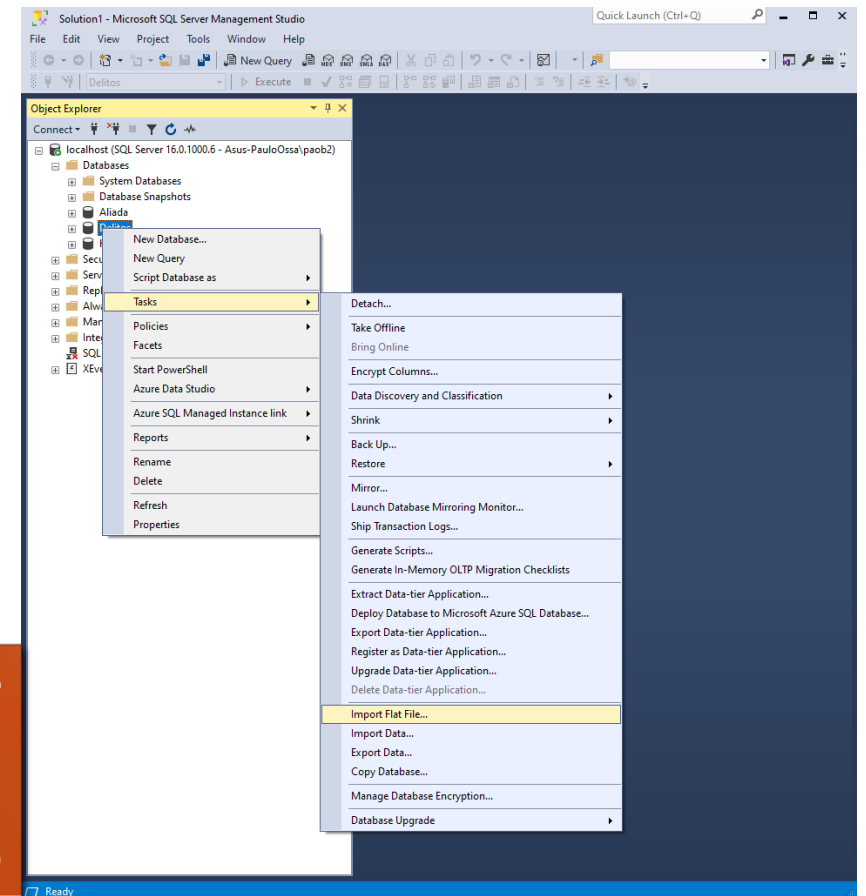 Solution1 - Microsoft SQL Server Management Studio
Quick Launch (Ctrl+Q)
File Edit View Project Tools Window Help
New Query MDX DMX XMLA DAX
Delitos Execute
Object Explorer
Connect
localhost (SQL Server 16.0.1000.6 - Asus-PauloOssa\paob2)
Databases
System Databases
Database Snapshots
Aliada
Delitos
New Database...
New Query
Script Database as
Tasks
Policies
Facets
Start PowerShell
Azure Data Studio
Azure SQL Managed Instance link
Reports
Rename
Delete
Refresh
Properties
Detach...
Take Offline
Bring Online
Encrypt Columns...
Data Discovery and Classification
Shrink
Back Up...
Restore
Mirror...
Launch Database Mirroring Monitor...
Ship Transaction Logs...
Generate Scripts...
Generate In-Memory OLTP Migration Checklists
Extract Data-tier Application...
Deploy Database to Microsoft Azure SQL Database...
Export Data-tier Application...
Register as Data-tier Application...
Upgrade Data-tier Application...
Delete Data-tier Application...
Import Flat File...
Import Data...
Export Data...
Copy Database...
Manage Database Encryption...
Database Upgrade
SQL
Ready